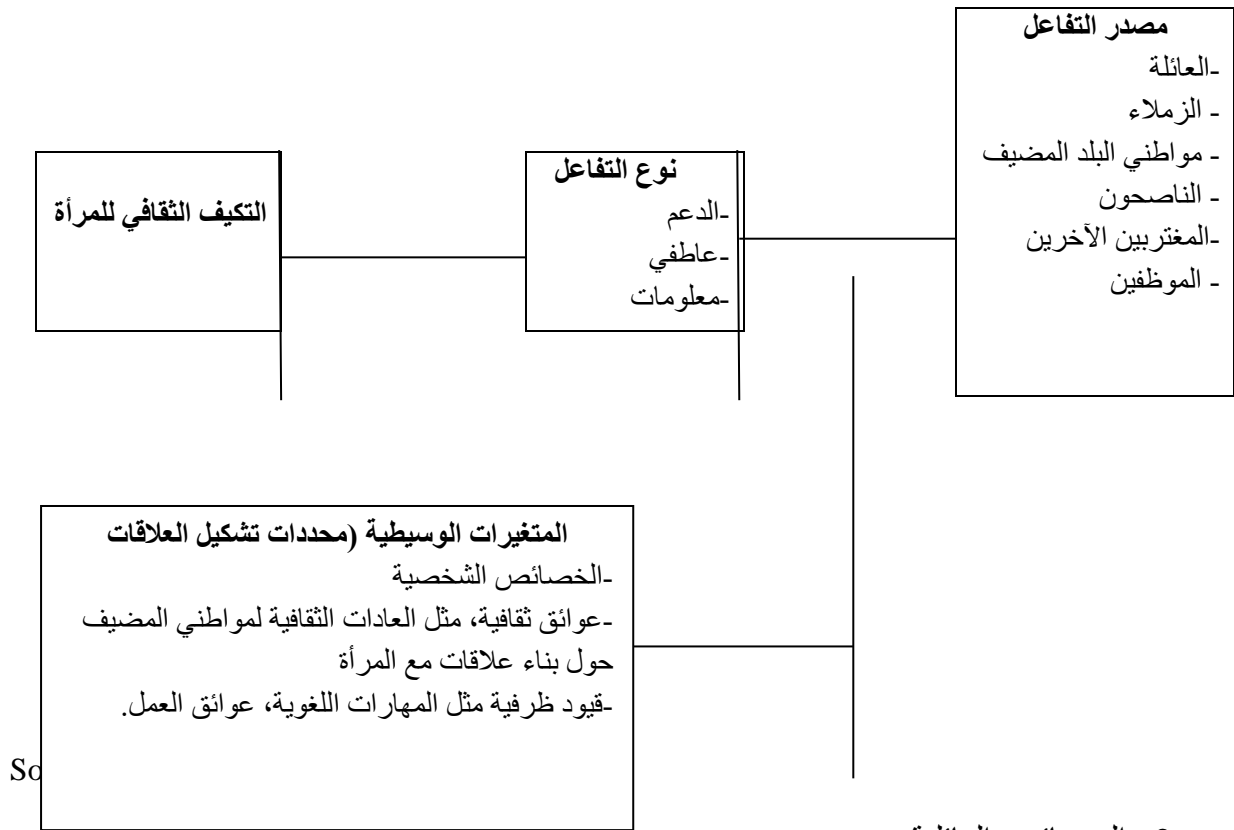 مصدر التفاعل
-العائلة
- الزملاء
- مواطني البلد المضيف
- الناصحون
-المغتربين الآخرين
- الموظفين
نوع التفاعل
-الدعم
-عاطفي
-معلومات
التكيف الثقافي للمرأة
المتغيرات الوسيطية (محددات تشكيل العلاقات
-الخصائص الشخصية
-عوائق ثقافية، مثل العادات الثقافية لمواطني المضيف
حول بناء علاقات مع المرأة
-قيود ظرفية مثل المهارات اللغوية، عوائق العمل.
So